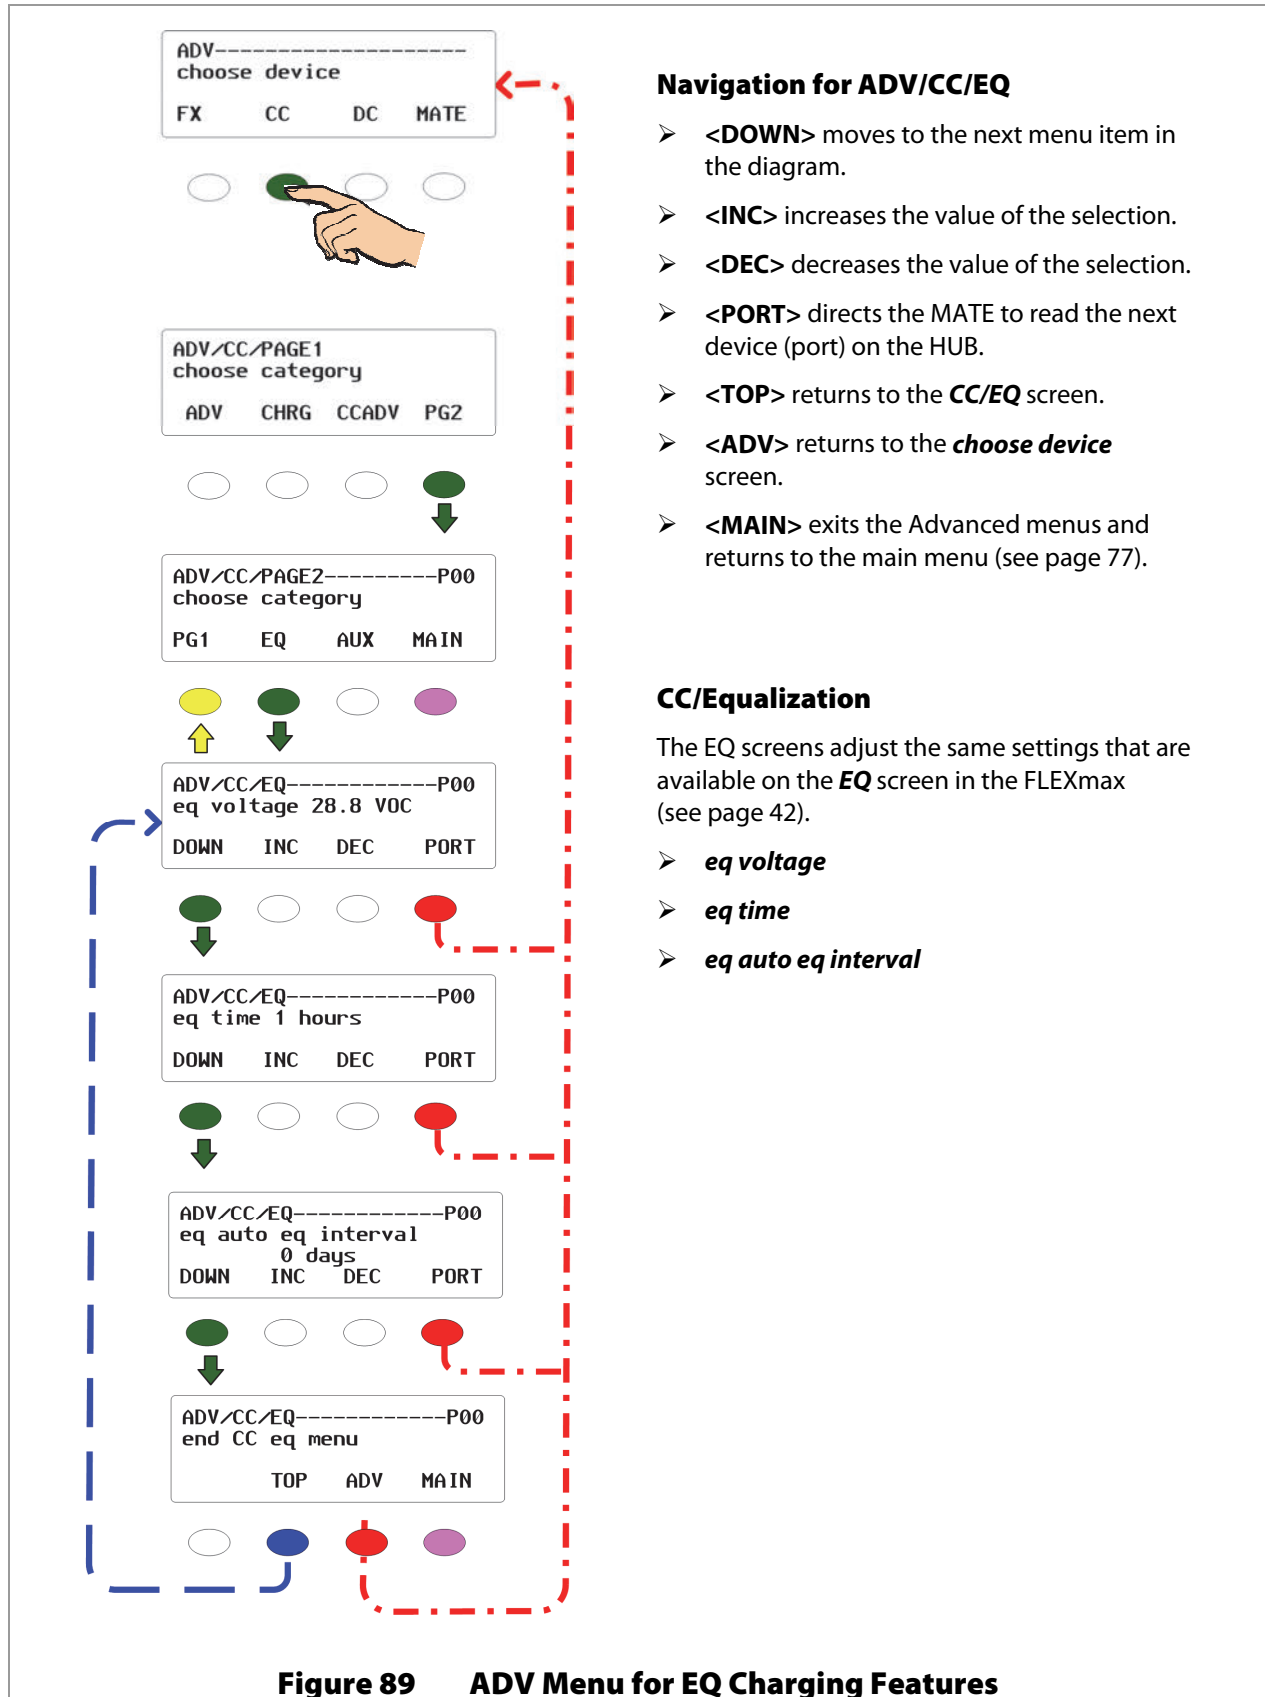 ADV--------------------
choose device
FX CC DC MATE
ADV/CC/PAGE1
choose category
ADV CHRG CCADV PG2
ADV/CC/PAGE2---------P00
choose category
PG1 EQ AUX MAIN
ADV/CC/EQ------------P00
eq voltage 28.8 VOC
DOWN INC DEC PORT
ADV/CC/EQ------------P00
eq time 1 hours
DOWN INC DEC PORT
ADV/CC/EQ------------P00
eq auto eq interval
0 days
DOWN INC DEC PORT
ADV/CC/EQ------------P00
end CC eq menu
TOP ADV MAIN
Navigation for ADV/CC/EQ
➢ <DOWN> moves to the next menu item in
the diagram.
➢ <INC> increases the value of the selection.
➢ <DEC> decreases the value of the selection.
➢ <PORT> directs the MATE to read the next
device (port) on the HUB.
➢ <TOP> returns to the CC/EQ screen.
➢ <ADV> returns to the choose device
screen.
➢ <MAIN> exits the Advanced menus and
returns to the main menu (see page 77).
CC/Equalization
The EQ screens adjust the same settings that are
available on the EQ screen in the FLEXmax
(see page 42).
➢ eq voltage
➢ eq time
➢ eq auto eq interval
Figure 89 ADV Menu for EQ Charging Features